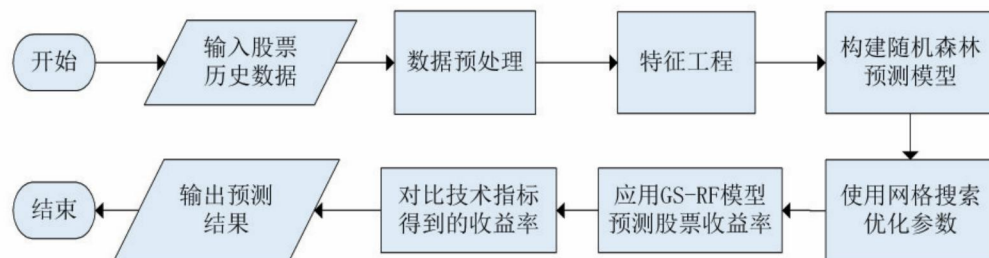 开始
输入股票
历史数据
数据预处理
特征工程
构建随机森林
预测模型
使用网格搜索
优化参数
应用GS-RF模型
预测股票收益率
对比技术指标
得到的收益率
输出预测
结果
结束